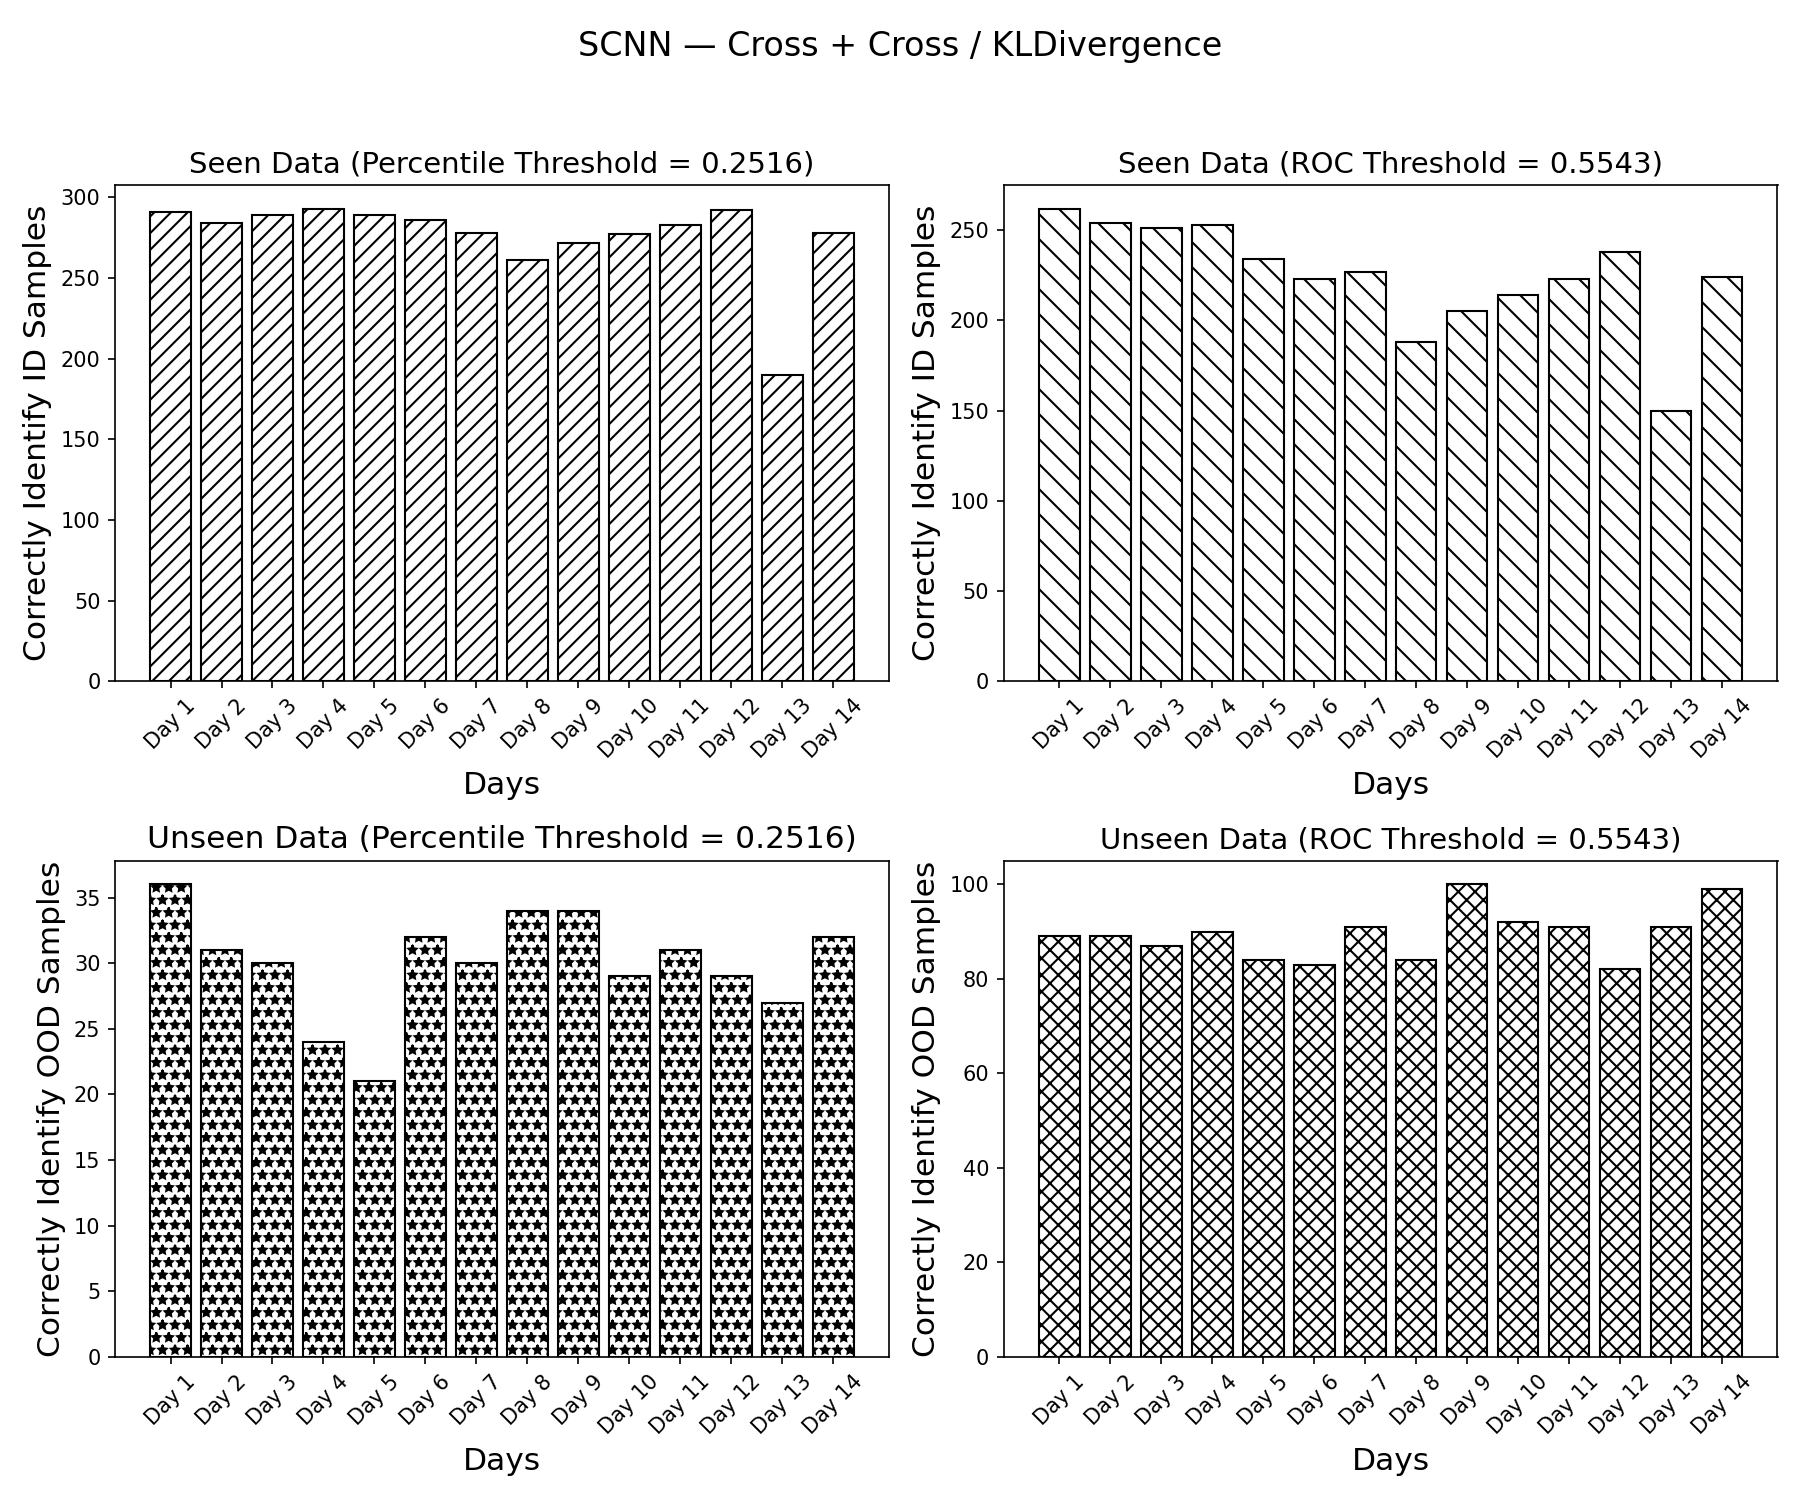 SCNN — Cross + Cross / KLDivergence
Seen Data (Percentile Threshold = 0.2516)
Correctly Identify ID Samples
300
250
200
150
100
50
0
Day 1 Day 2 Day 3 Day 4 Day 5 Day 6 Day 7 Day 8 Day 9 Day 10 Day 11 Day 12 Day 13 Day 14
Days
Seen Data (ROC Threshold = 0.5543)
Correctly Identify ID Samples
250
200
150
100
50
0
Day 1 Day 2 Day 3 Day 4 Day 5 Day 6 Day 7 Day 8 Day 9 Day 10 Day 11 Day 12 Day 13 Day 14
Days
Unseen Data (Percentile Threshold = 0.2516)
Correctly Identify OOD Samples
35
30
25
20
15
10
5
0
Day 1 Day 2 Day 3 Day 4 Day 5 Day 6 Day 7 Day 8 Day 9 Day 10 Day 11 Day 12 Day 13 Day 14
Days
Unseen Data (ROC Threshold = 0.5543)
Correctly Identify OOD Samples
100
80
60
40
20
0
Day 1 Day 2 Day 3 Day 4 Day 5 Day 6 Day 7 Day 8 Day 9 Day 10 Day 11 Day 12 Day 13 Day 14
Days